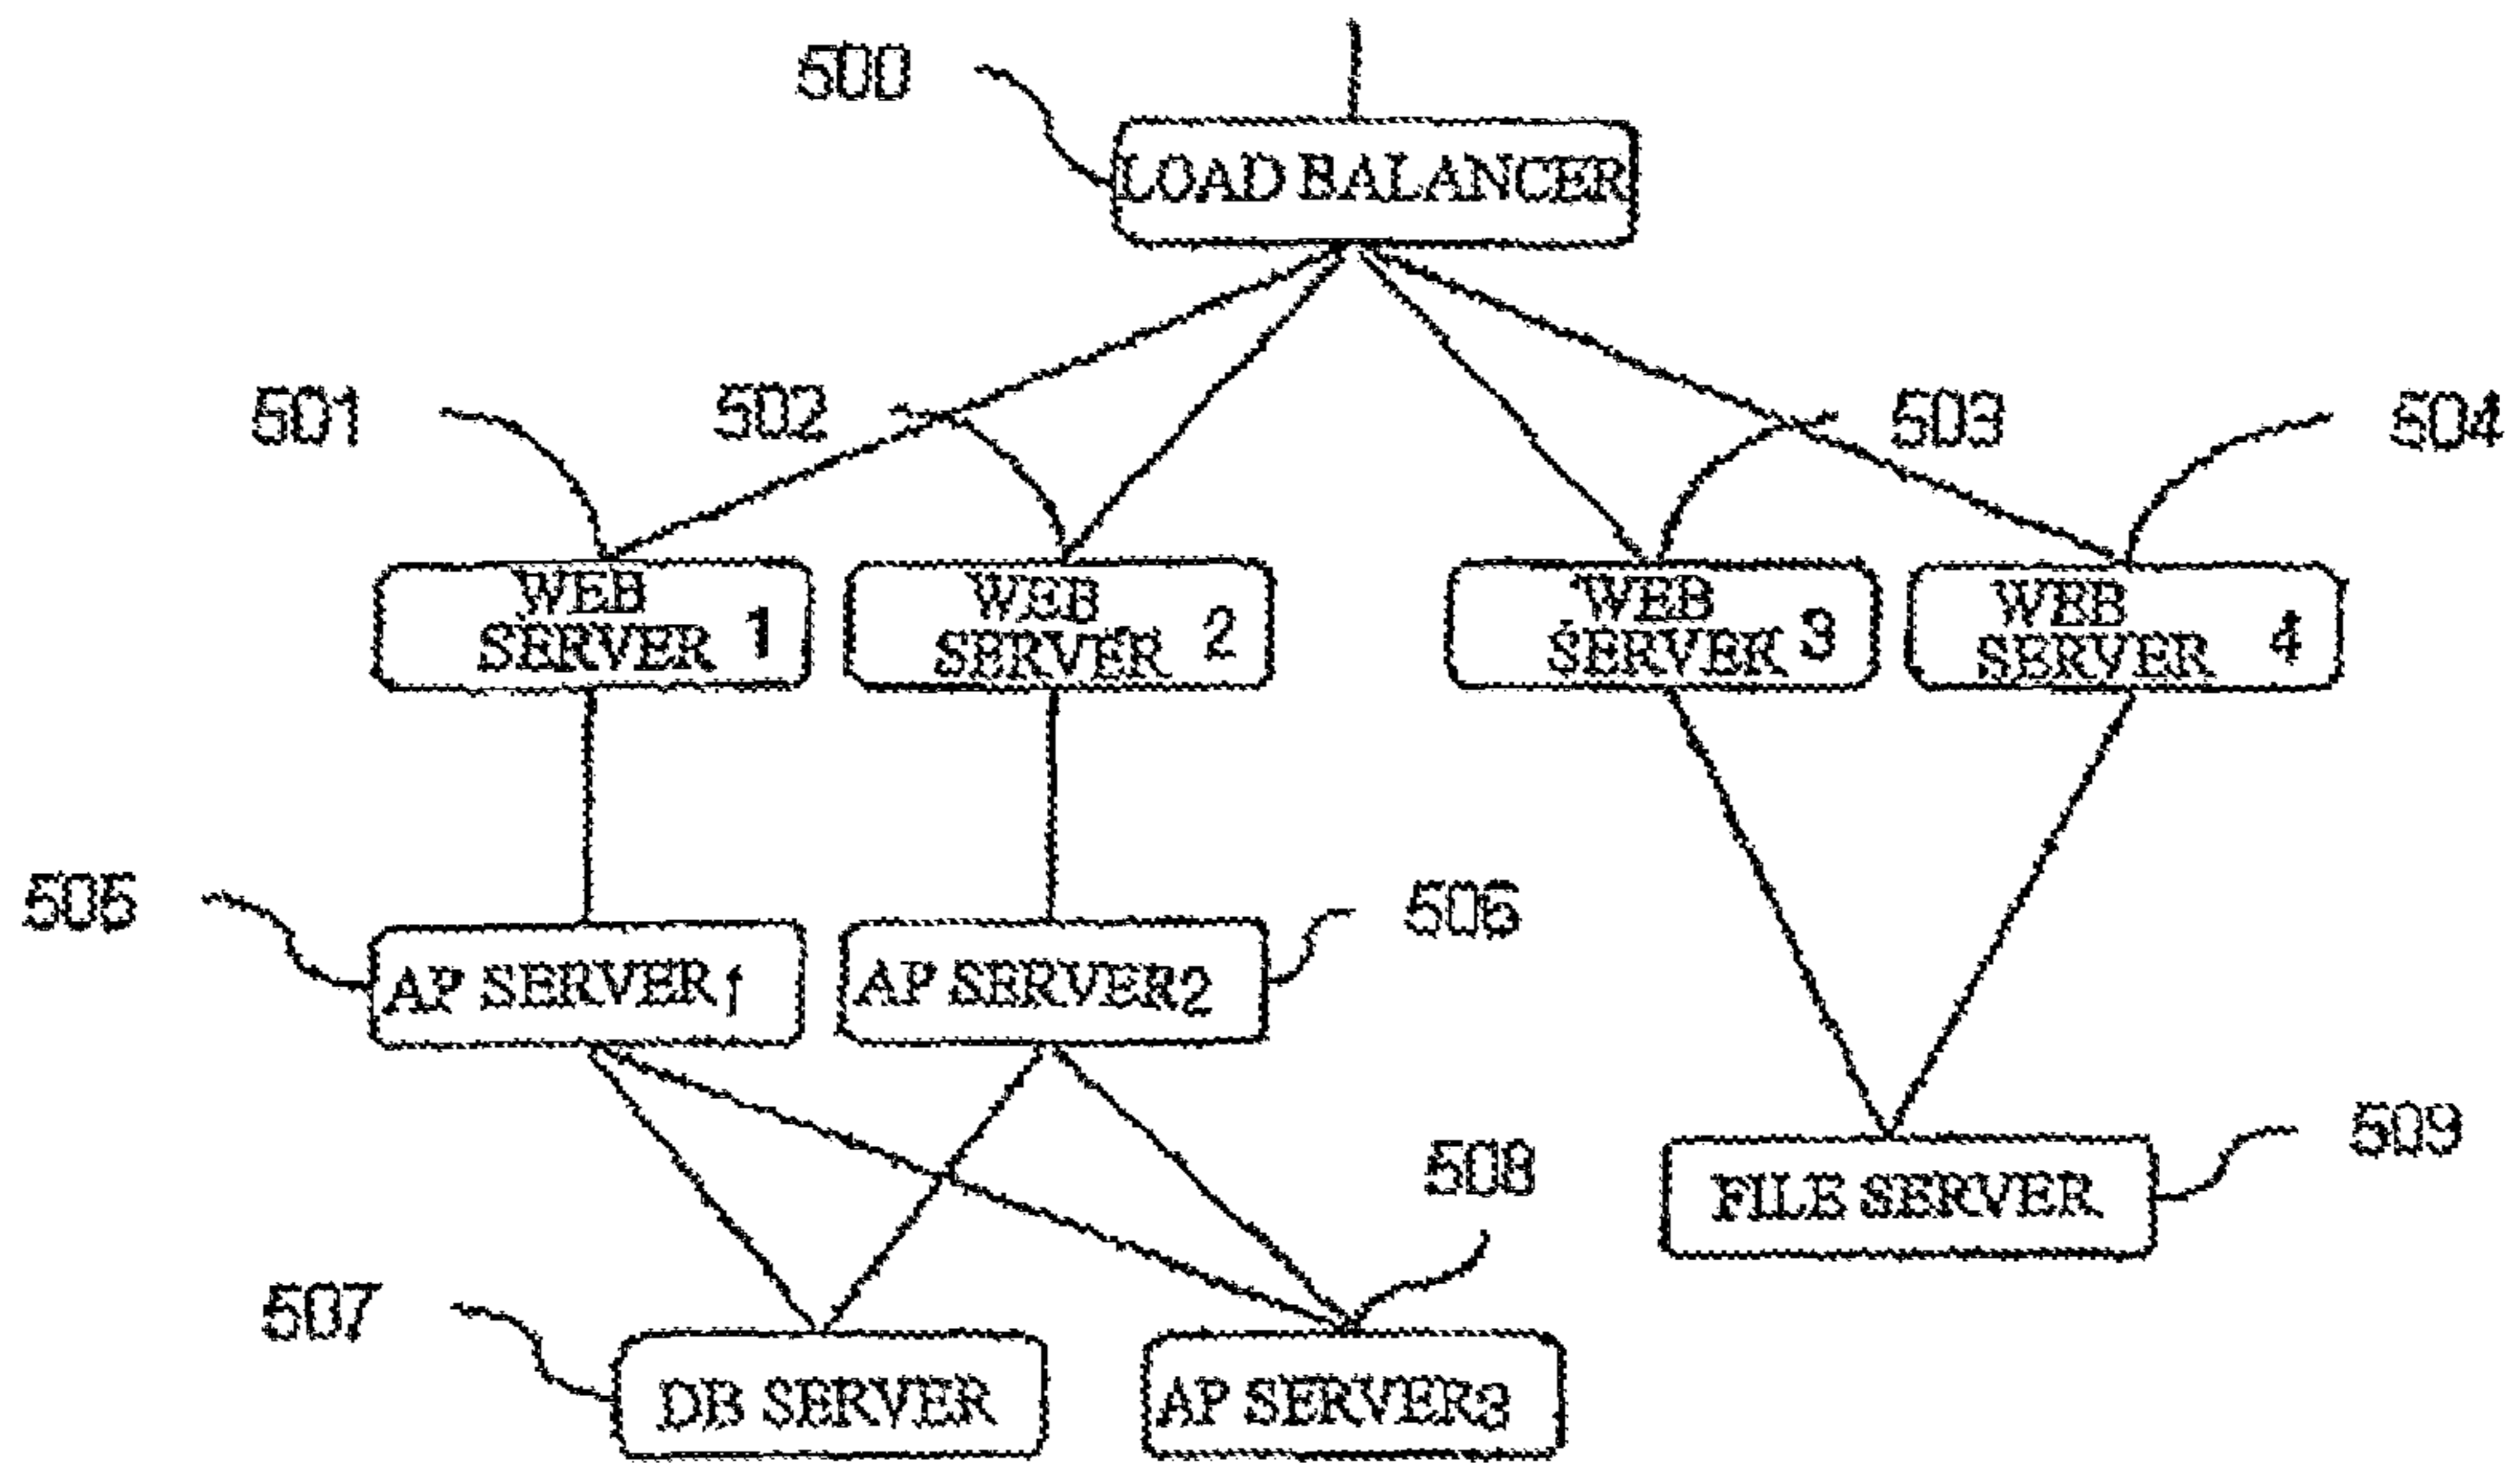 500
LOAD BALANCER
501
502
503
504
WEB
SERVER 1
WEB
SERVER 2
WEB
SERVER 3
WEB
SERVER 4
505
506
AP SERVER1
AP SERVER2
508
509
FILE SERVER
507
DB SERVER
AP SERVER3